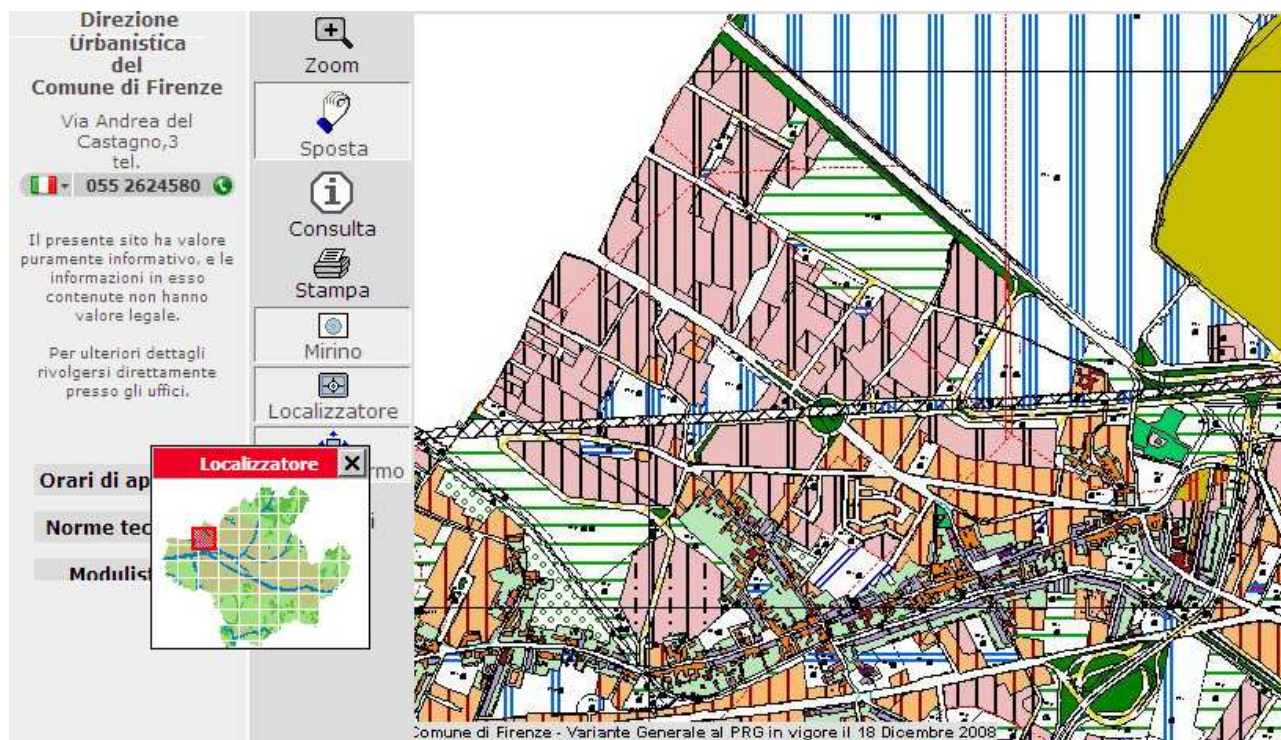 Direzione
Urbanistica
del
Comune di Firenze
Via Andrea del
Castagno,3
tel.
055 2624580
Il presente sito ha valore
puramente informativo, e le
informazioni in esso
contenute non hanno
valore legale.
Per ulteriori dettagli
rivolgersi direttamente
presso gli uffici.
Orari di ap
Norme tec
Modulist
Zoom
Sposta
Consulta
Stampa
Mirino
Localizzatore
rmo
i
Localizzatore X
Comune di Firenze - Variante Generale al PRG in vigore il 18 Dicembre 2008